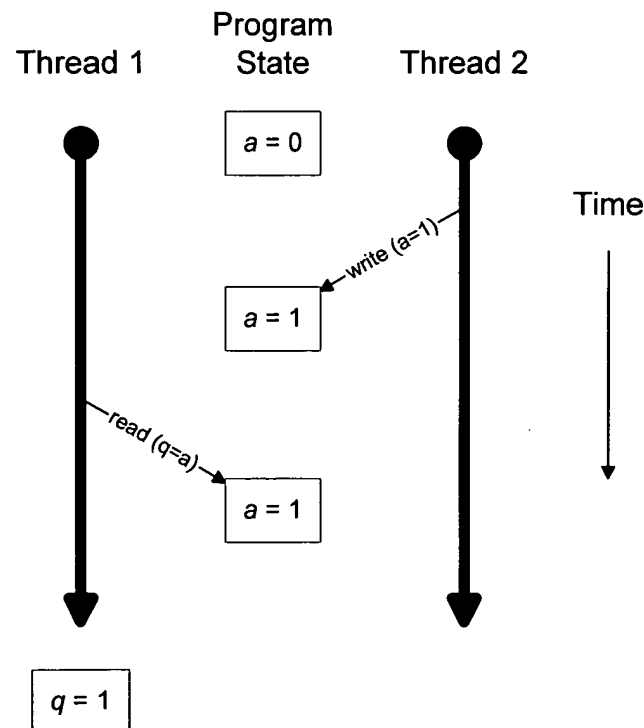 Program
Thread 1
State
Thread 2
a = 0
Time
write (a=1)
a = 1
read (q=a)
a = 1
q = 1